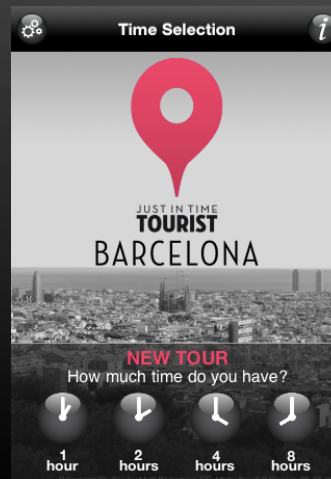 Time Selection
i
JUST IN TIME
TOURIST
BARCELONA
NEW TOUR
How much time do you have?
1
hour
2
hours
4
hours
8
hours